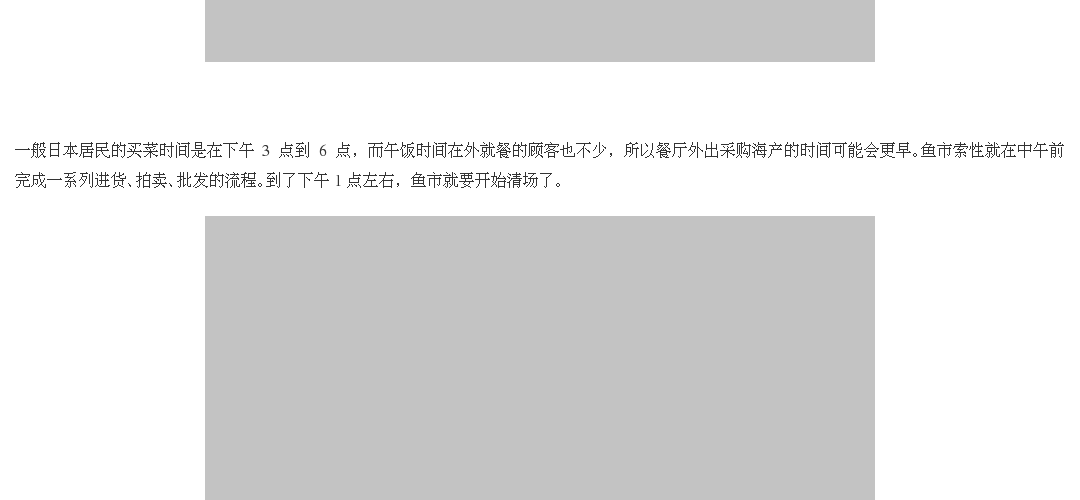 一般日本居民的买菜时间是在下午 3 点到 6 点，而午饭时间在外就餐的顾客也不少，所以餐厅外出采购海产的时间可能会更早。鱼市索性就在中午前
完成一系列进货、拍卖、批发的流程。到了下午 1 点左右，鱼市就要开始清场了。